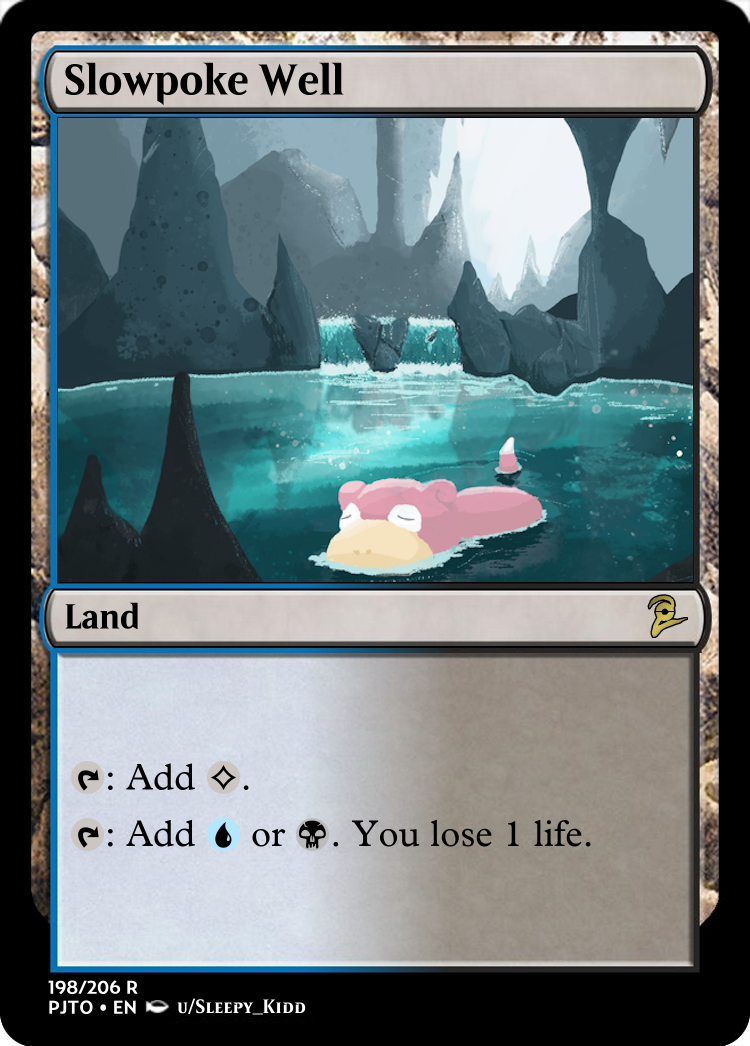 Slowpoke Well
Land
: Add .
: Add or . You lose 1 life.
198/206 R
PJTO • EN u/Sleepy_Kidd